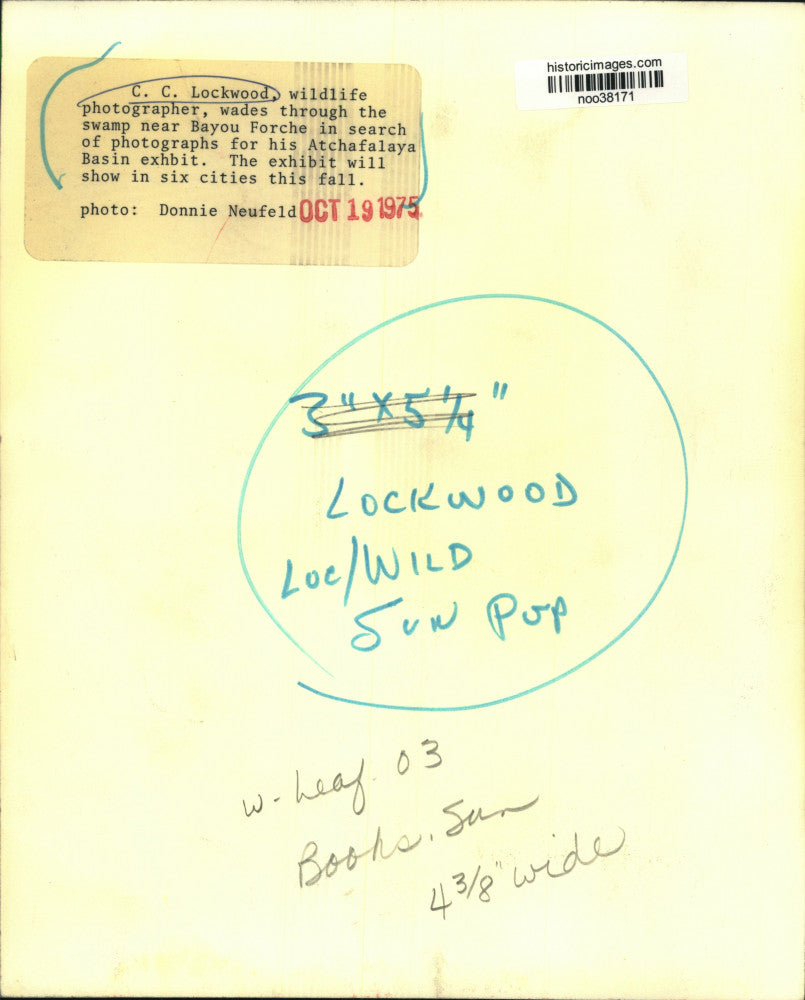 C. C. Lockwood, wildlife
photographer, wades through the
swamp near Bayou Forche in search
of photographs for his Atchafalaya
Basin exhbit. The exhibit will
show in six cities this fall.
photo: Donnie Neufeld OCT 19 1975
historicimages.com
noo38171
3" X 5 1/4"
LOCKWOOD
LOC/WILD
SUN PUP
w-heaf. 03
Books. Sun
4 3/8" wide